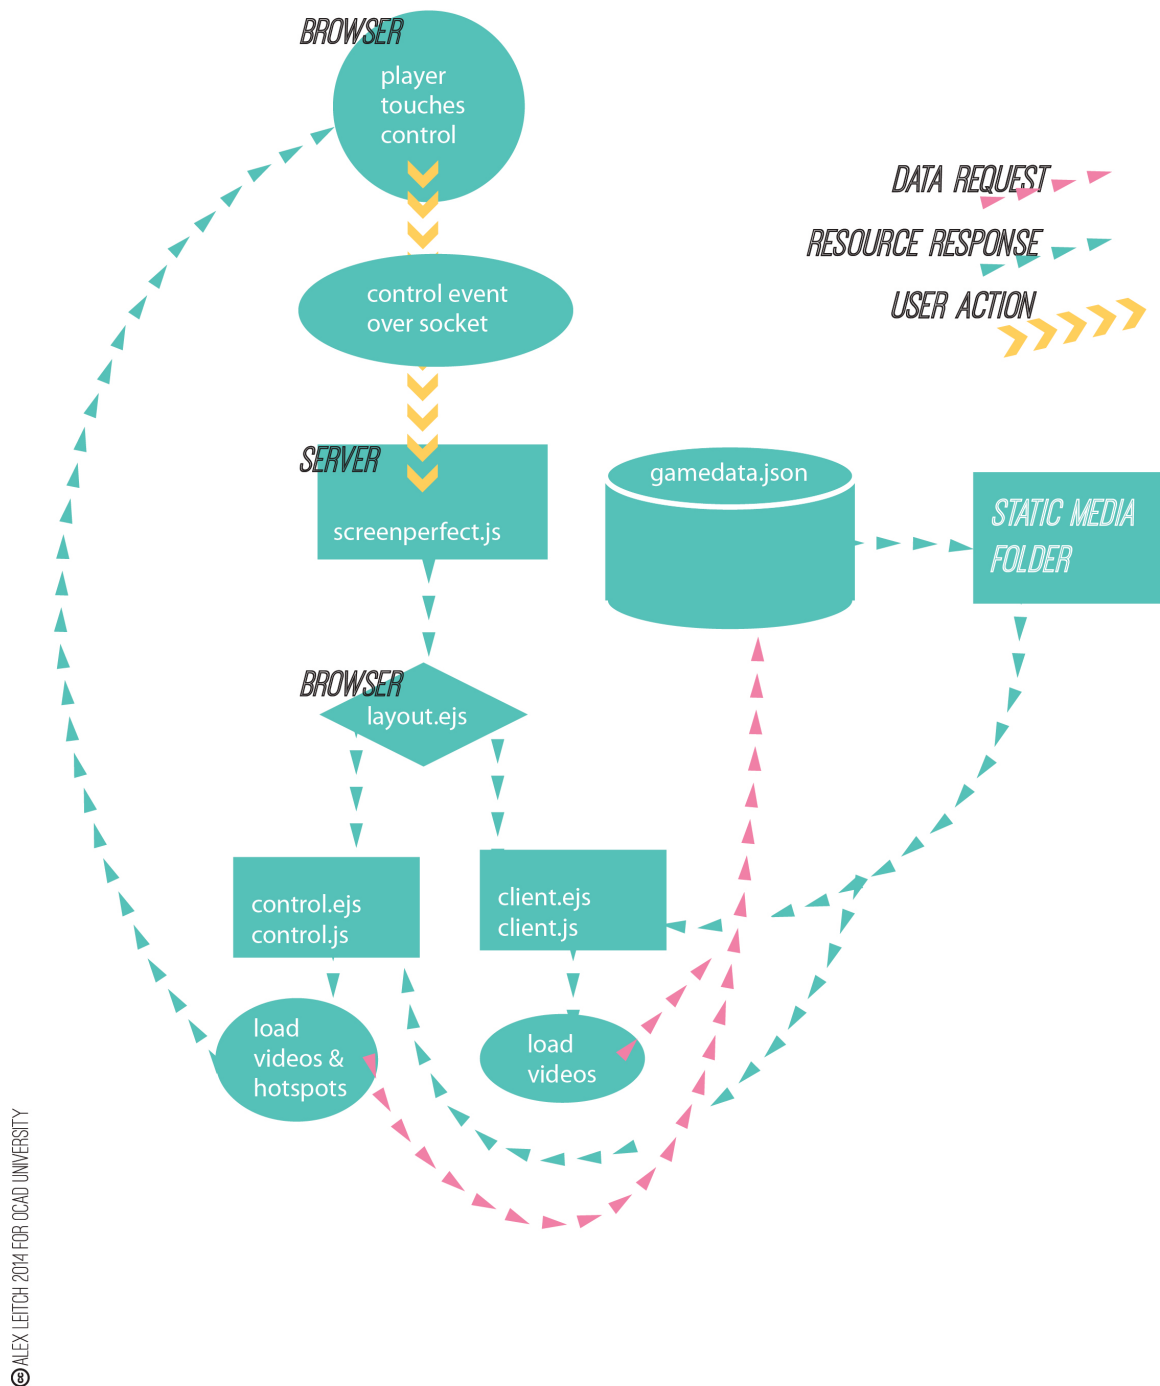 BROWSER
player
touches
control
DATA REQUEST
RESOURCE RESPONSE
USER ACTION
control event
over socket
SERVER
screenperfect.js
gamedata.json
STATIC MEDIA
FOLDER
BROWSER
layout.ejs
control.ejs
control.js
client.ejs
client.js
load
videos &
hotspots
load
videos
cc ALEX LEITCH 2014 FOR OCAD UNIVERSITY